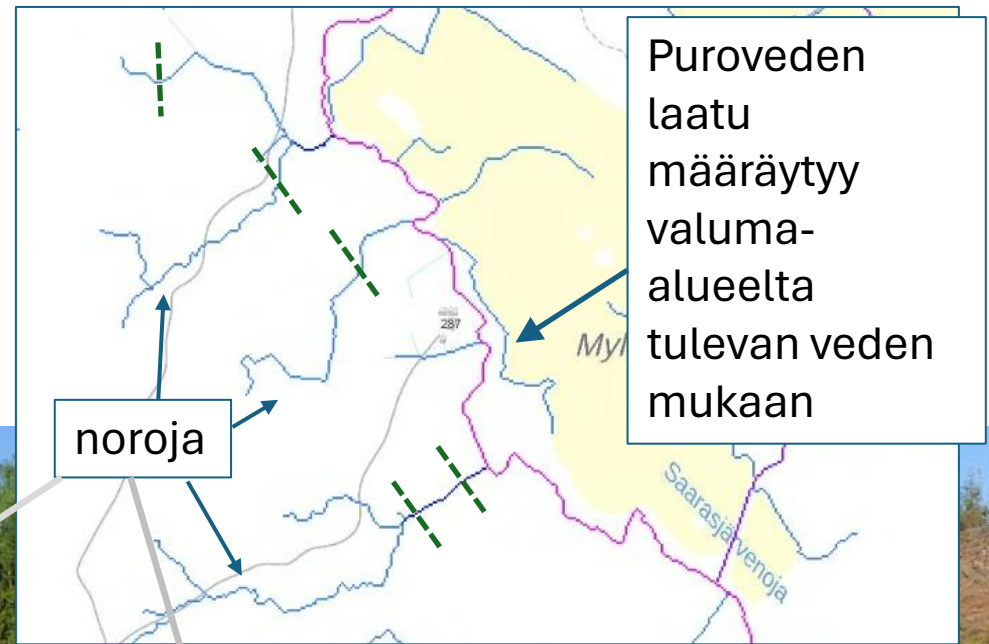 Puroveden
laatu
määräytyy
valuma-
alueelta
tulevan veden
mukaan
287
noroja
Saarasjärvenoja